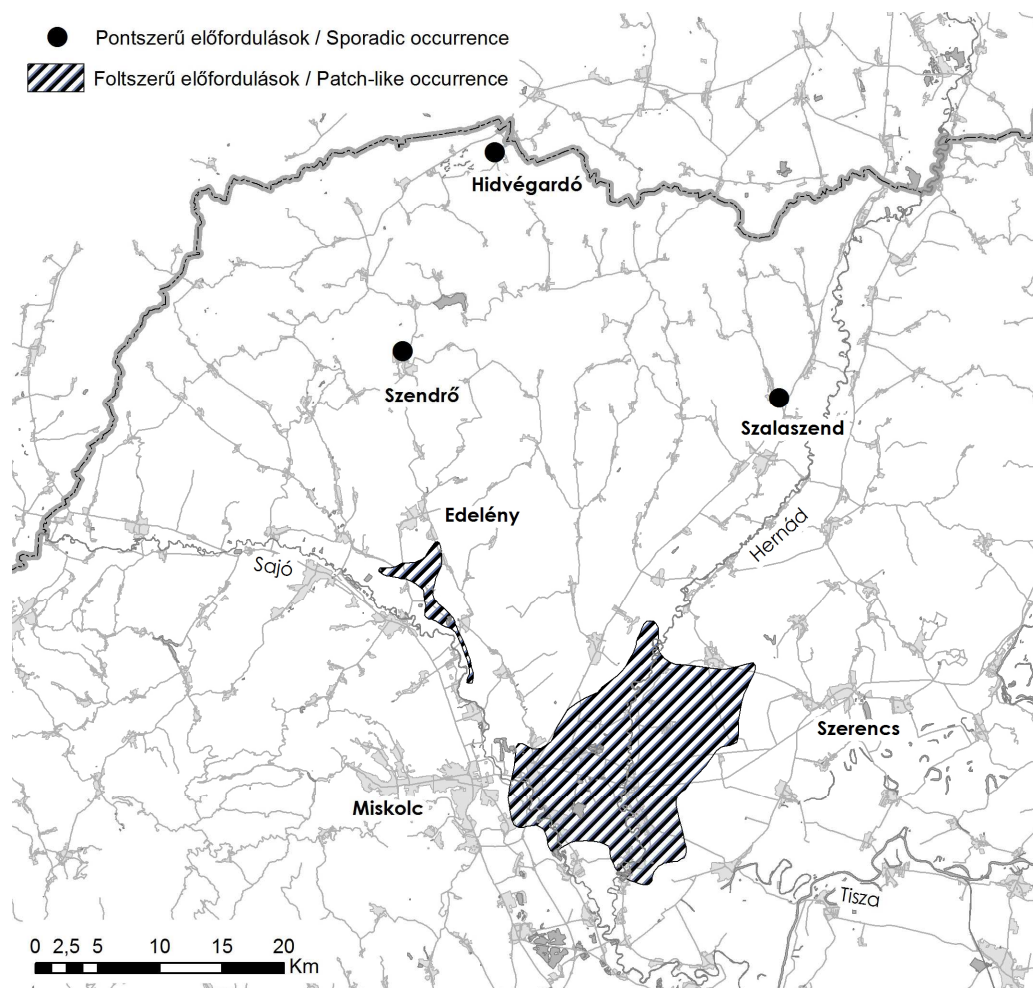 Pontszerű előfordulások / Sporadic occurrence
Foltszerű előfordulások / Patch-like occurrence
Hidvégardó
Szendrő
Szalaszend
Edelény
Hernád
Sajó
Szerencs
Miskolc
Tisza
0 2,5 5 10 15 20
Km